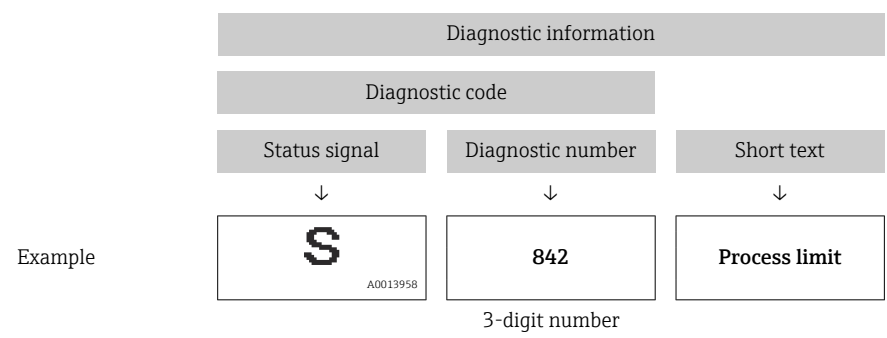 Diagnostic information
Diagnostic code
Status signal Diagnostic number Short text
↓ ↓ ↓
Example S 842 Process limit
A0013958
3-digit number